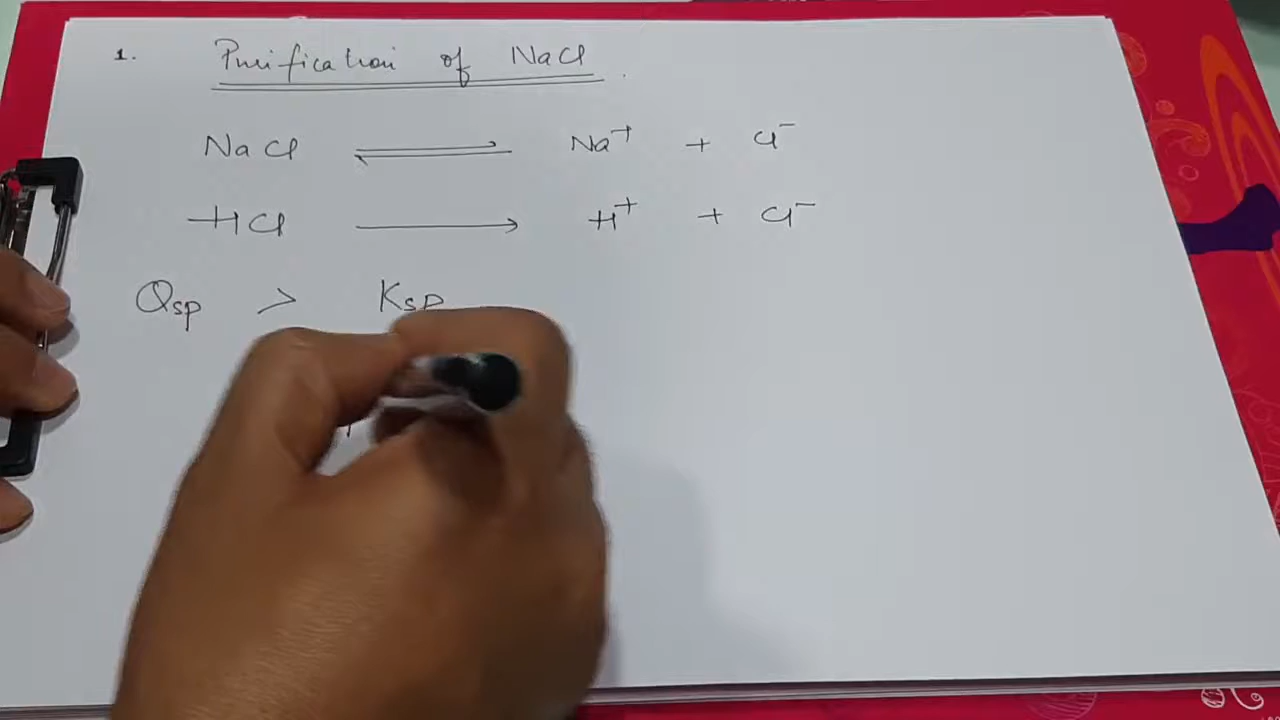 1. Purification of NaCl
NaCl ⇌ Na⁺ + Cl⁻
HCl ⟶ H⁺ + Cl⁻
Qsp > Ksp